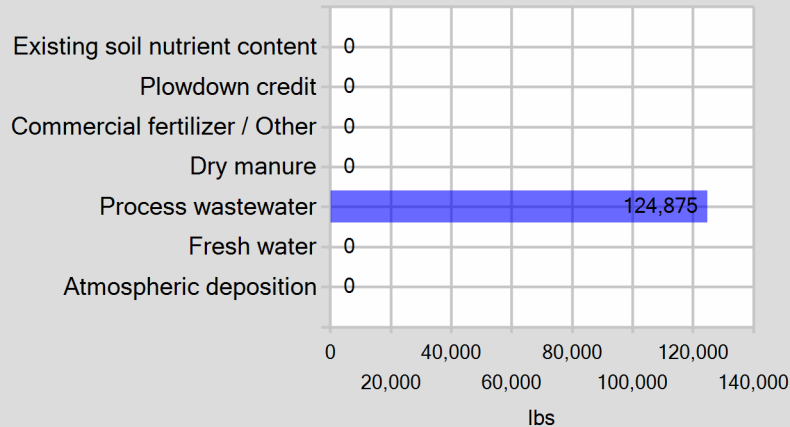 Existing soil nutrient content 0
Plowdown credit 0
Commercial fertilizer / Other 0
Dry manure 0
Process wastewater 124,875
Fresh water 0
Atmospheric deposition 0
0 40,000 80,000 120,000
20,000 60,000 100,000 140,000
lbs